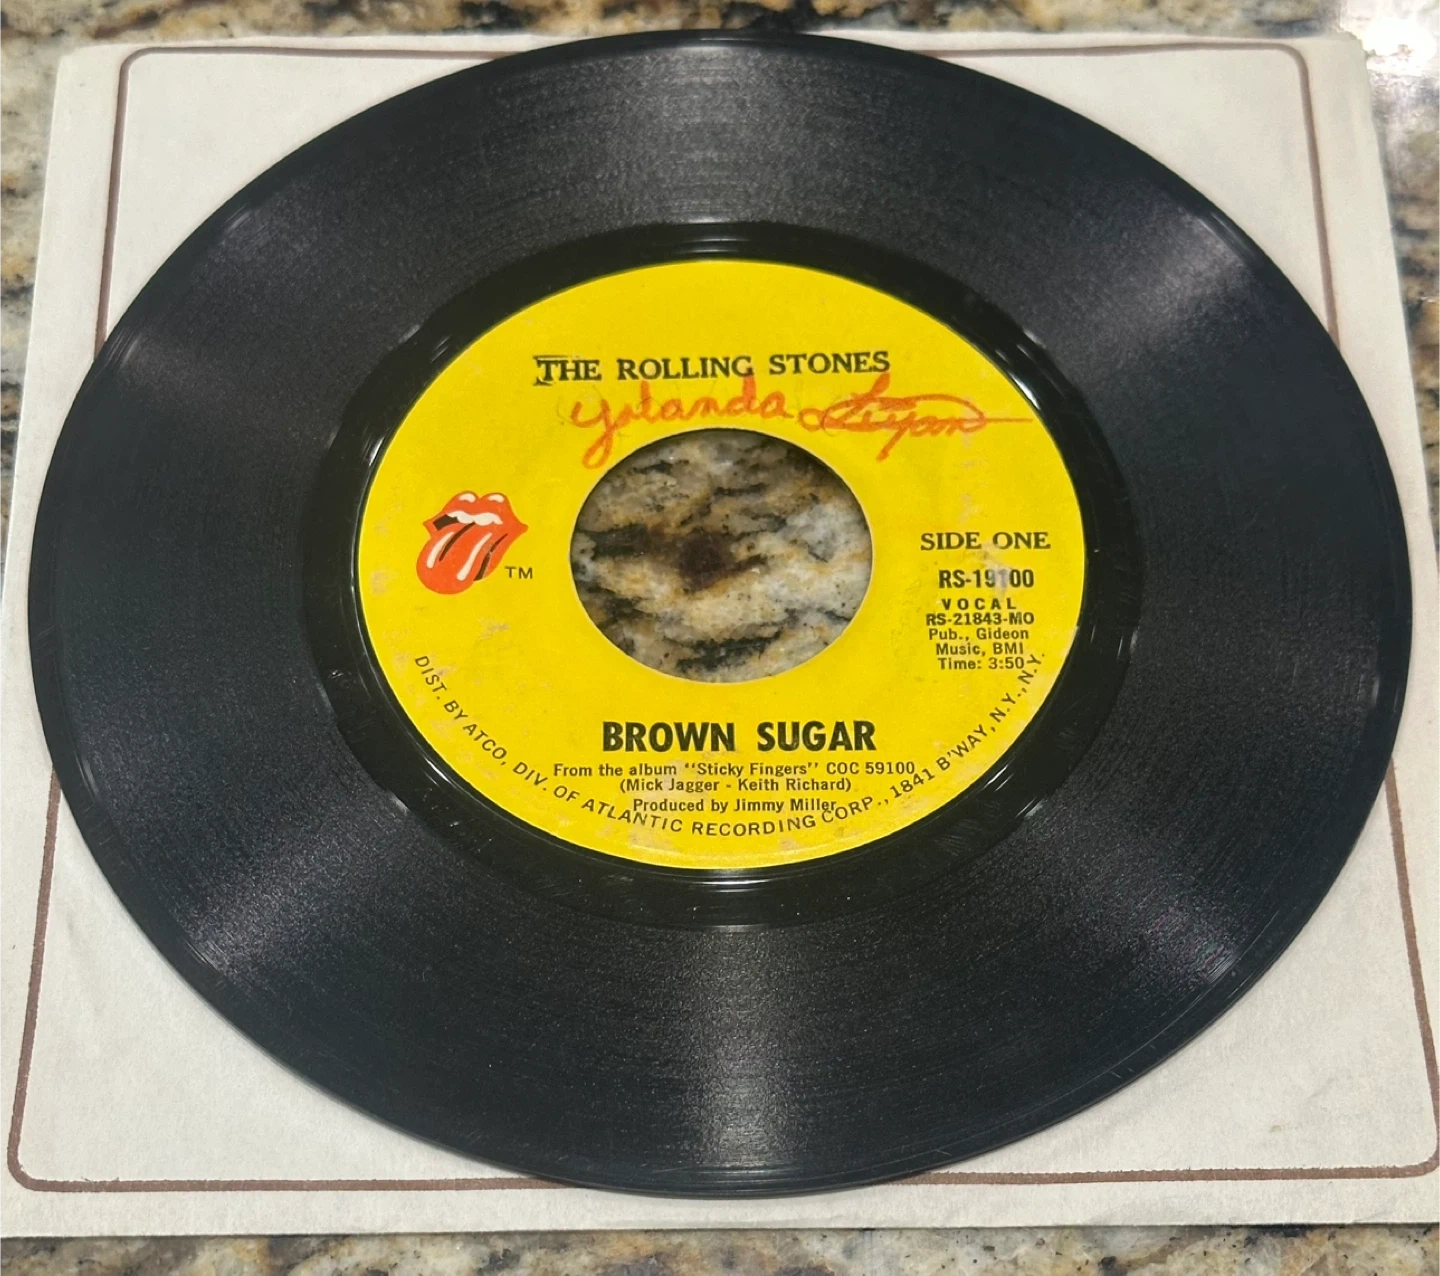 THE ROLLING STONES
Yolanda
TM
SIDE ONE
RS-19100
VOCAL
RS-21843-MO
Pub., Gideon
Music, BMI
Time: 3:50
BROWN SUGAR
From the album "Sticky Fingers" COC 59100
(Mick Jagger - Keith Richard)
Produced by Jimmy Miller
DIST. BY ATCO, DIV. OF ATLANTIC RECORDING CORP., 1841 B'WAY, N.Y., N.Y.